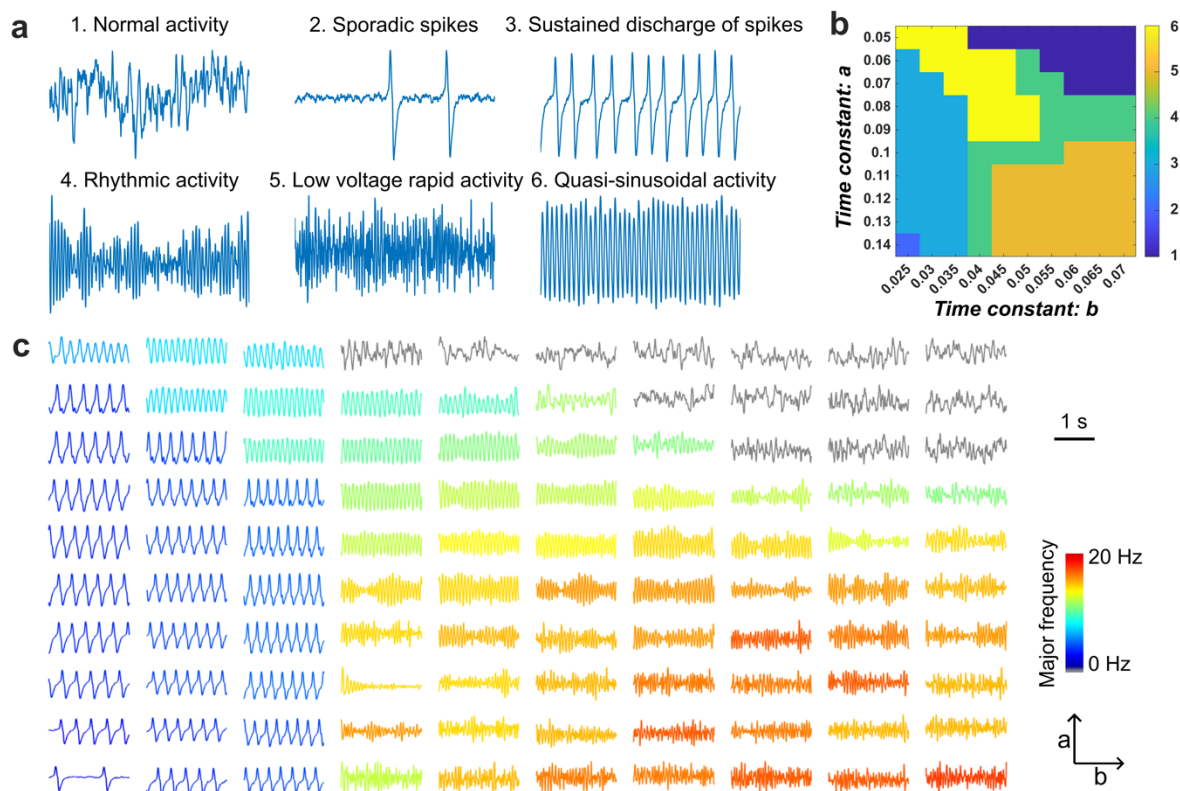 a
1. Normal activity
2. Sporadic spikes
3. Sustained discharge of spikes
4. Rhythmic activity
5. Low voltage rapid activity
6. Quasi-sinusoidal activity
b
Time constant: a
0.05
0.06
0.07
0.08
0.09
0.1
0.11
0.12
0.13
0.14
0.025
0.03
0.035
0.04
0.045
0.05
0.055
0.06
0.065
0.07
Time constant: b
6
5
4
3
2
1
c
1 s
Major frequency
20 Hz
0 Hz
a
b